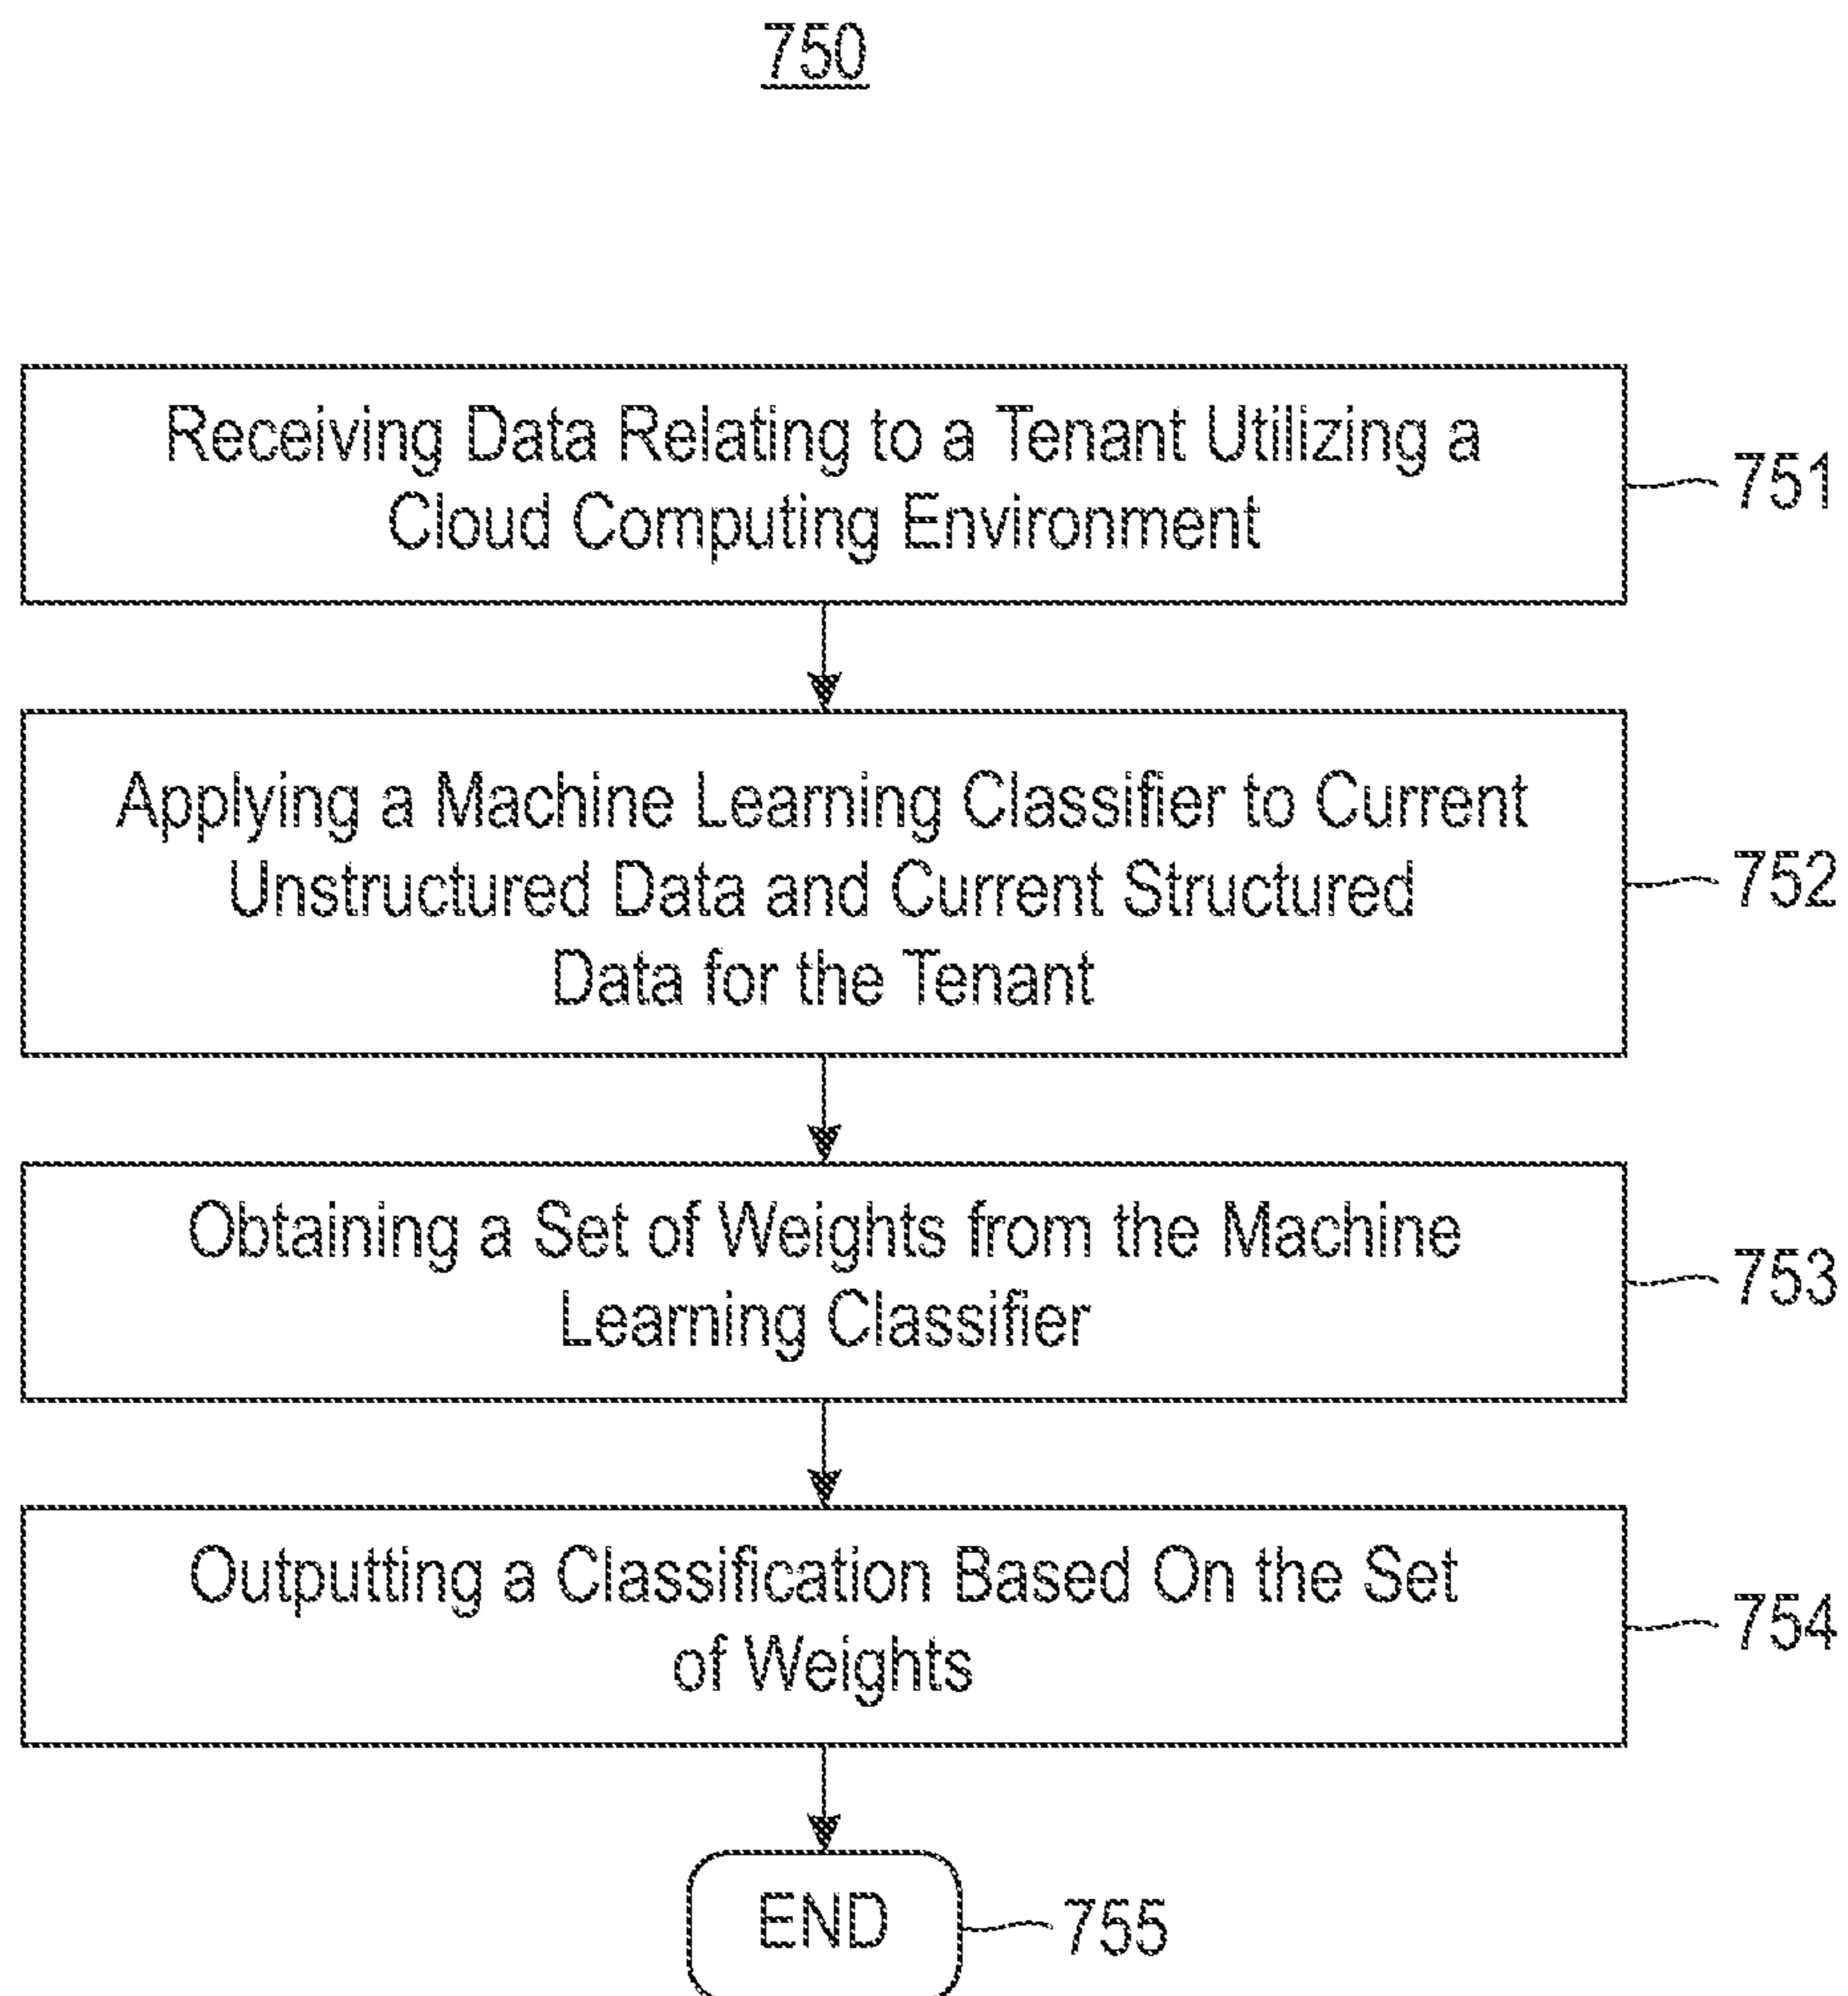 750
Receiving Data Relating to a Tenant Utilizing a
Cloud Computing Environment
751
Applying a Machine Learning Classifier to Current
Unstructured Data and Current Structured
Data for the Tenant
752
Obtaining a Set of Weights from the Machine
Learning Classifier
753
Outputting a Classification Based On the Set
of Weights
754
END
755